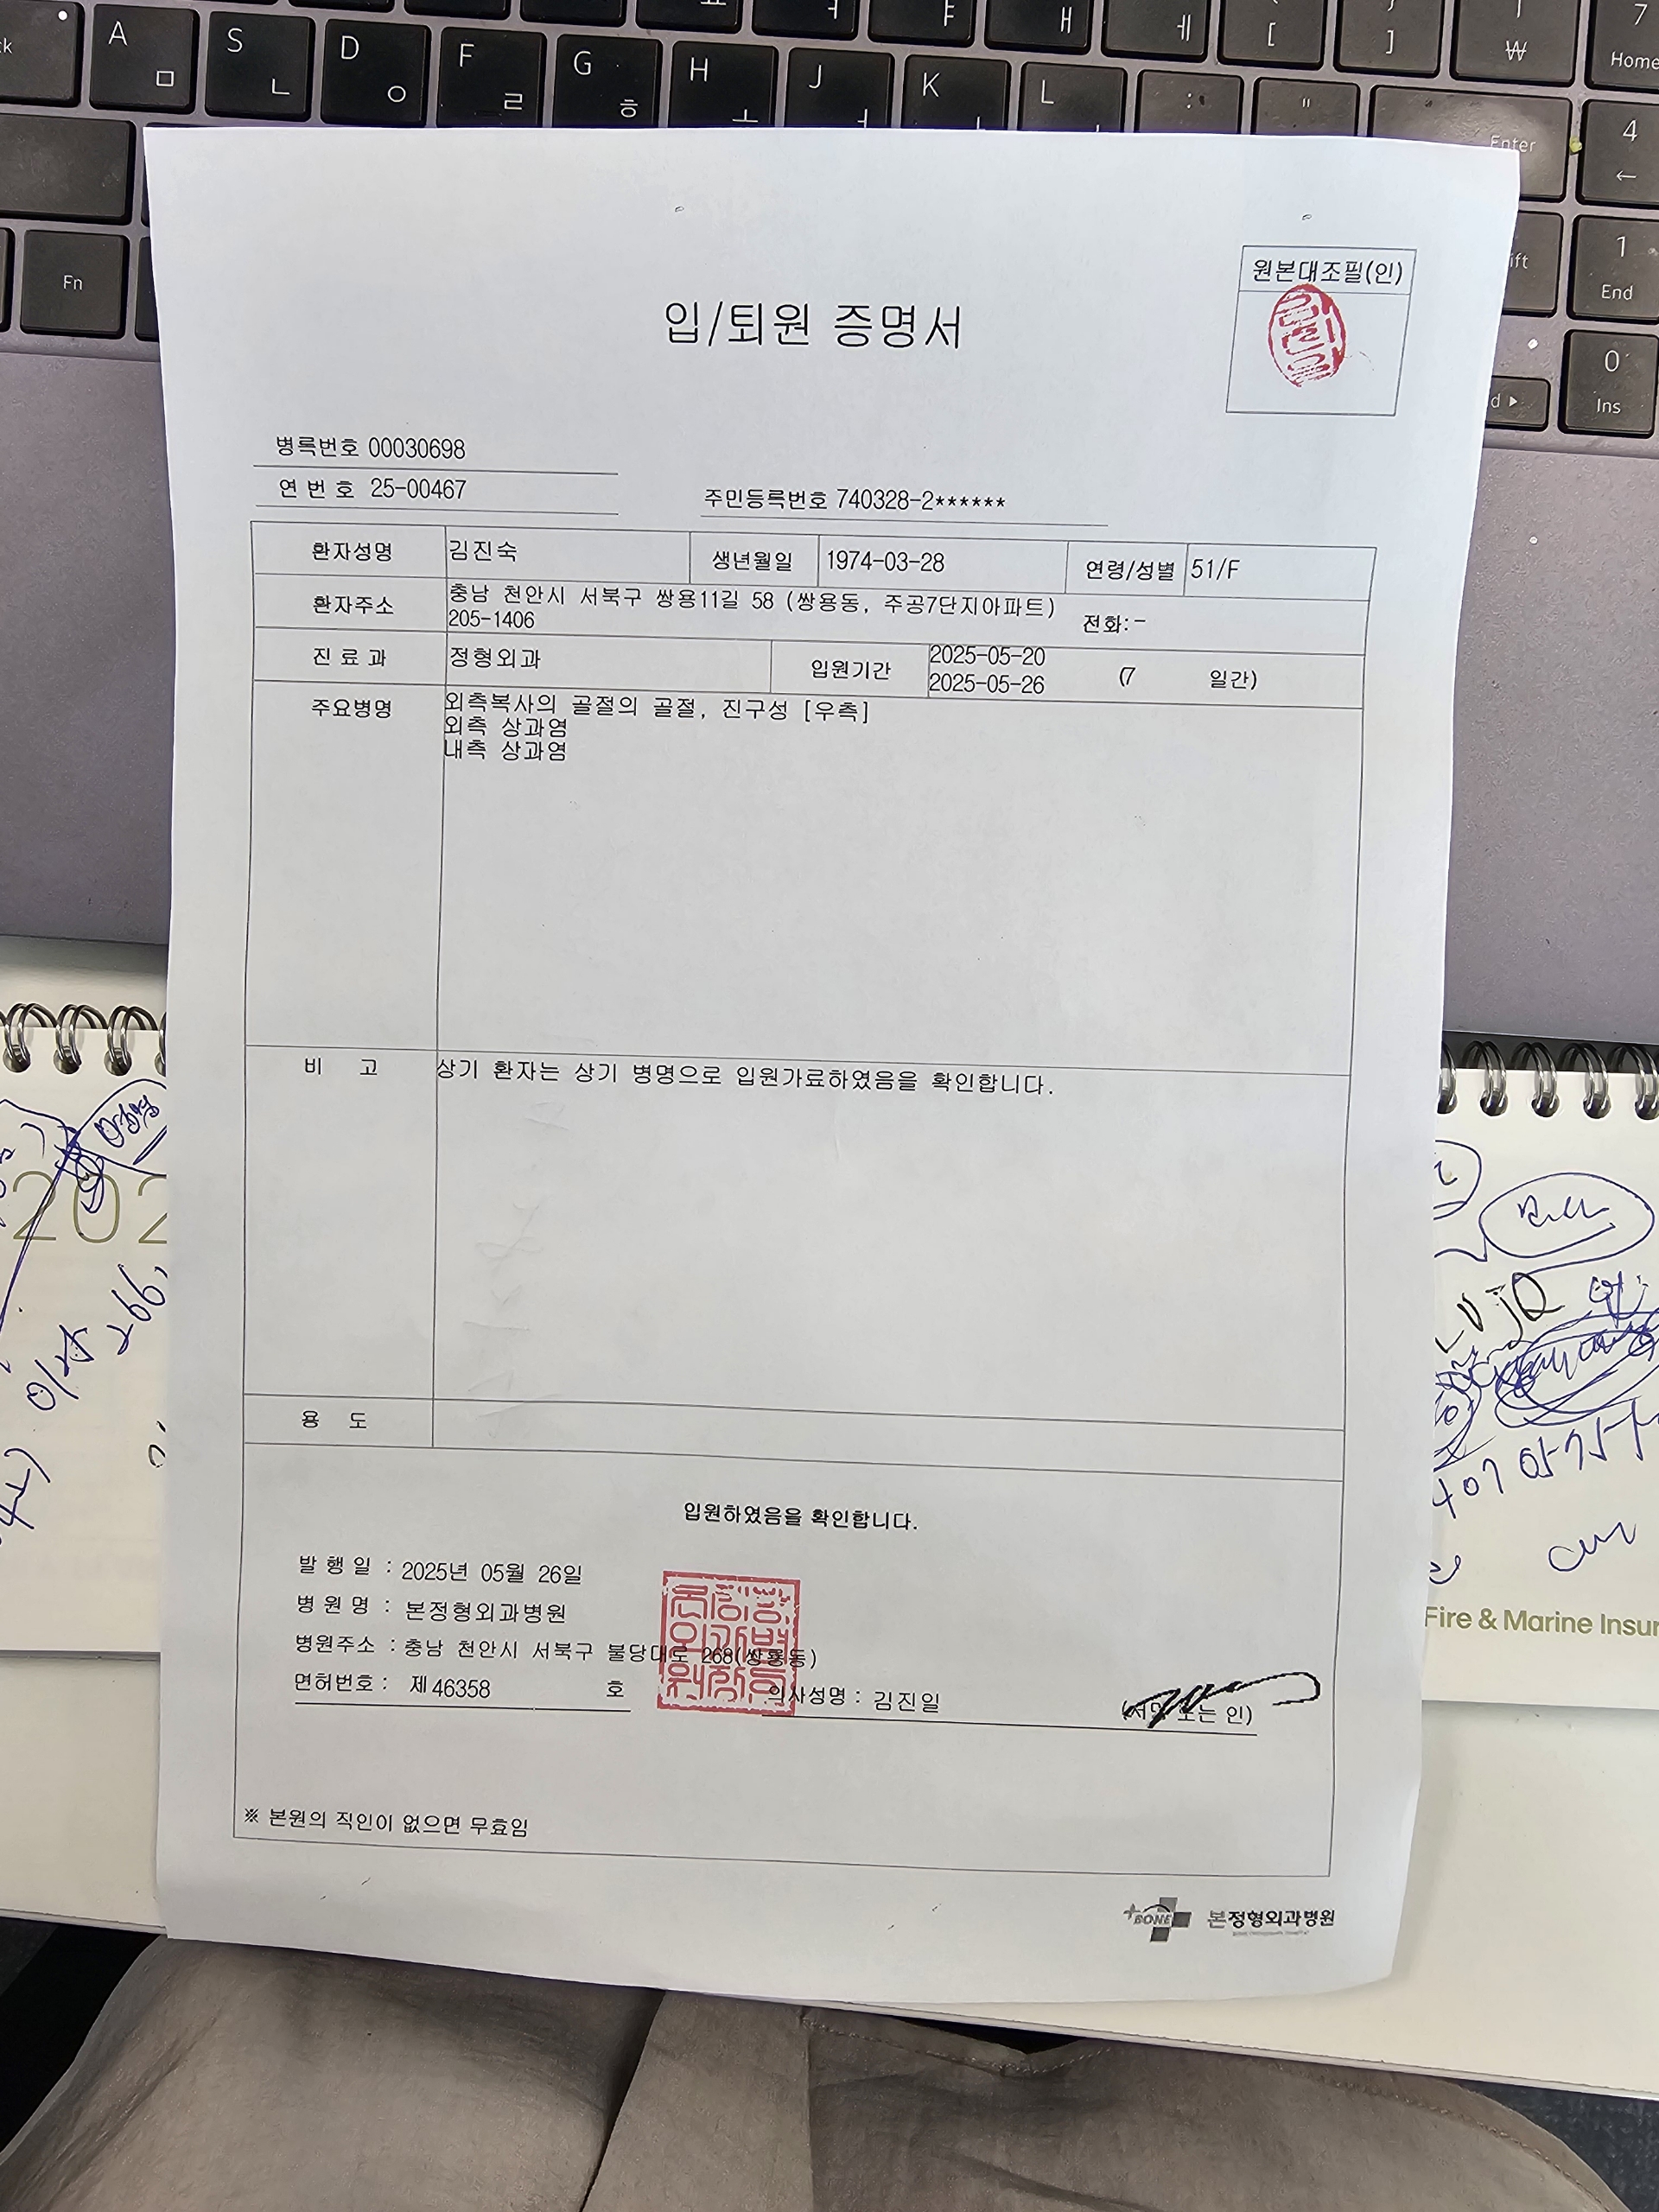 A ㅁ S ㄴ D ㅇ F ㄹ G ㅎ H ㅗ J ㅓ K ㅏ L ㅣ : " Enter 4 ←
[ ] ₩ 7 Home
Fn
1 End
0 Ins
원본대조필(인)
입/퇴원 증명서
병록번호 00030698
연 번 호 25-00467
주민등록번호 740328-2******
환자성명 김진숙 생년월일 1974-03-28 연령/성별 51/F
환자주소 충남 천안시 서북구 쌍용11길 58 (쌍용동, 주공7단지아파트)
205-1406 전화:-
진 료 과 정형외과 입원기간 2025-05-20
2025-05-26 (7 일간)
주요병명 외측복사의 골절의 골절, 진구성 [우측]
외측 상과염
내측 상과염
비 고 상기 환자는 상기 병명으로 입원가료하였음을 확인합니다.
용 도
입원하였음을 확인합니다.
발 행 일 : 2025년 05월 26일
병 원 명 : 본정형외과병원
병원주소 : 충남 천안시 서북구 불당대로 268(쌍용동)
면허번호 : 제 46358 호 의사성명 : 김진일 (서명 또는 인)
※ 본원의 직인이 없으면 무효임
BONE 본정형외과병원
202
266,
Fire & Marine Insur